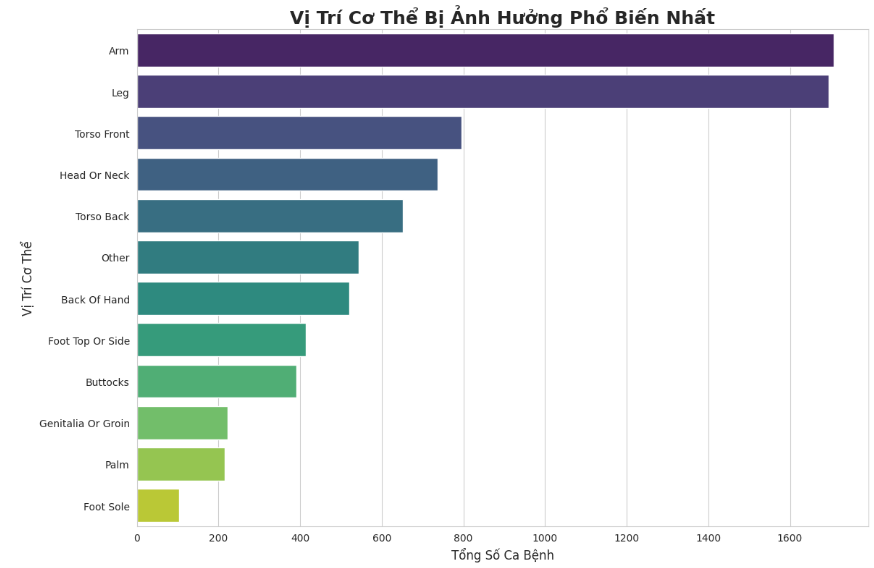 Vị Trí Cơ Thể Bị Ảnh Hưởng Phổ Biến Nhất
Vị Trí Cơ Thể
Arm
Leg
Torso Front
Head Or Neck
Torso Back
Other
Back Of Hand
Foot Top Or Side
Buttocks
Genitalia Or Groin
Palm
Foot Sole
0 200 400 600 800 1000 1200 1400 1600
Tổng Số Ca Bệnh